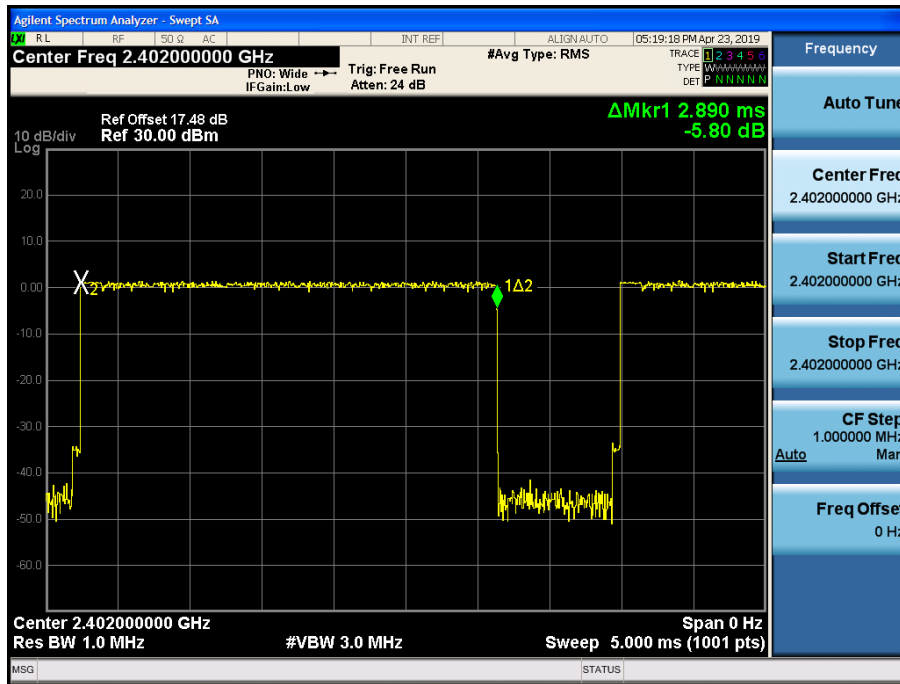 Agilent Spectrum Analyzer - Swept SA
LXI RL RF 50 Ω AC INT REF ALIGNAUTO 05:19:18 PM Apr 23, 2019
Center Freq 2.402000000 GHz
PNO: Wide
IFGain:Low
Trig: Free Run
Atten: 24 dB
#Avg Type: RMS
TRACE 1 2 3 4 5 6
TYPE WWWWWW
DET P N N N N N
Ref Offset 17.48 dB
10 dB/div Ref 30.00 dBm
Log
ΔMkr1 2.890 ms
-5.80 dB
20.0
10.0
0.00
-10.0
-20.0
-30.0
-40.0
-50.0
-60.0
X2
1Δ2
Center 2.402000000 GHz Span 0 Hz
Res BW 1.0 MHz #VBW 3.0 MHz Sweep 5.000 ms (1001 pts)
MSG STATUS
Frequency
Auto Tune
Center Freq
2.402000000 GHz
Start Freq
2.402000000 GHz
Stop Freq
2.402000000 GHz
CF Step
1.000000 MHz
Auto Man
Freq Offset
0 Hz